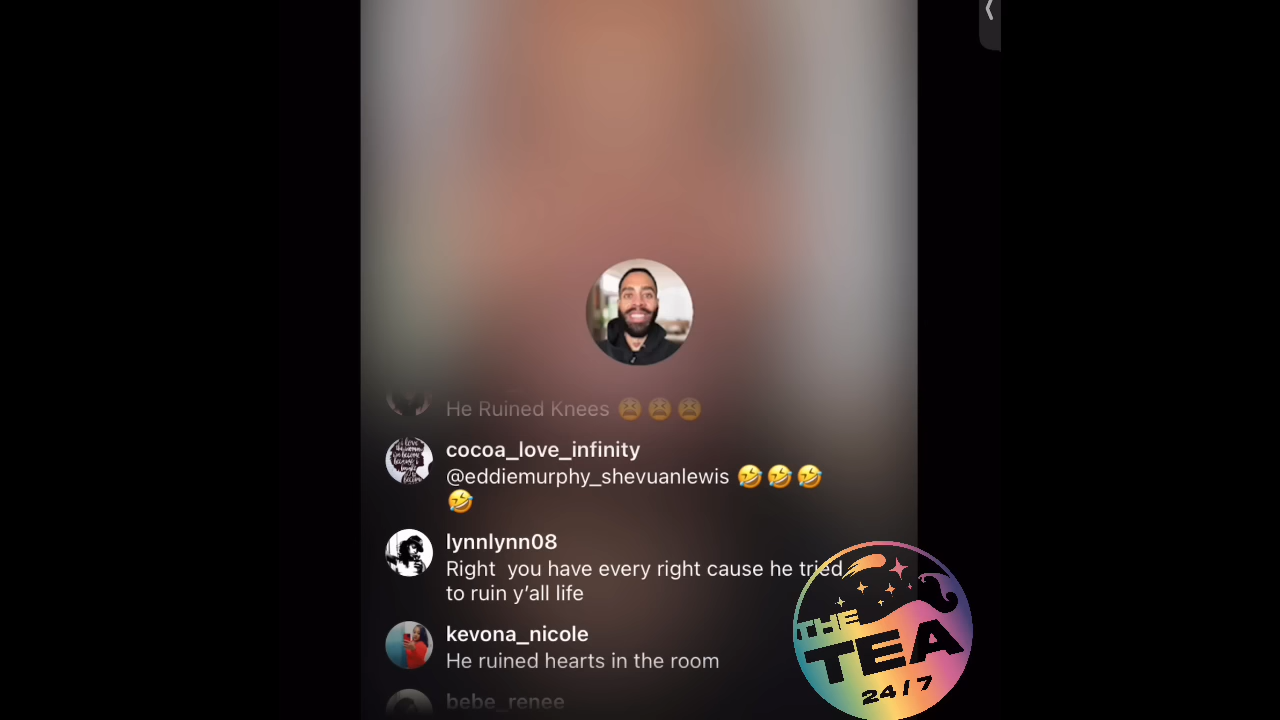 He Ruined Knees 😫 😫 😫
cocoa_love_infinity
@eddiemurphy_shevuanlewis 🤣 🤣 🤣
🤣
lynnlynn08
Right you have every right cause he tried
to ruin y’all life
kevona_nicole
He ruined hearts in the room
bebe_renee
THE
TEA
24/7